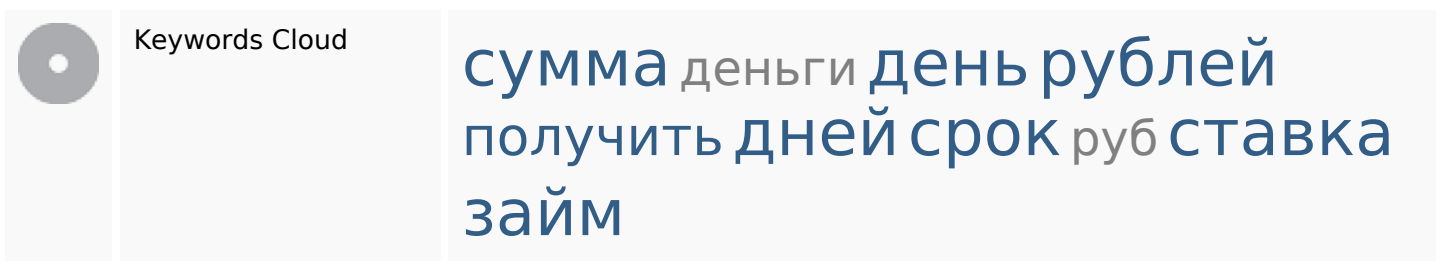 Keywords Cloud
сумма деньги день рублей
получить дней срок руб ставка
займ